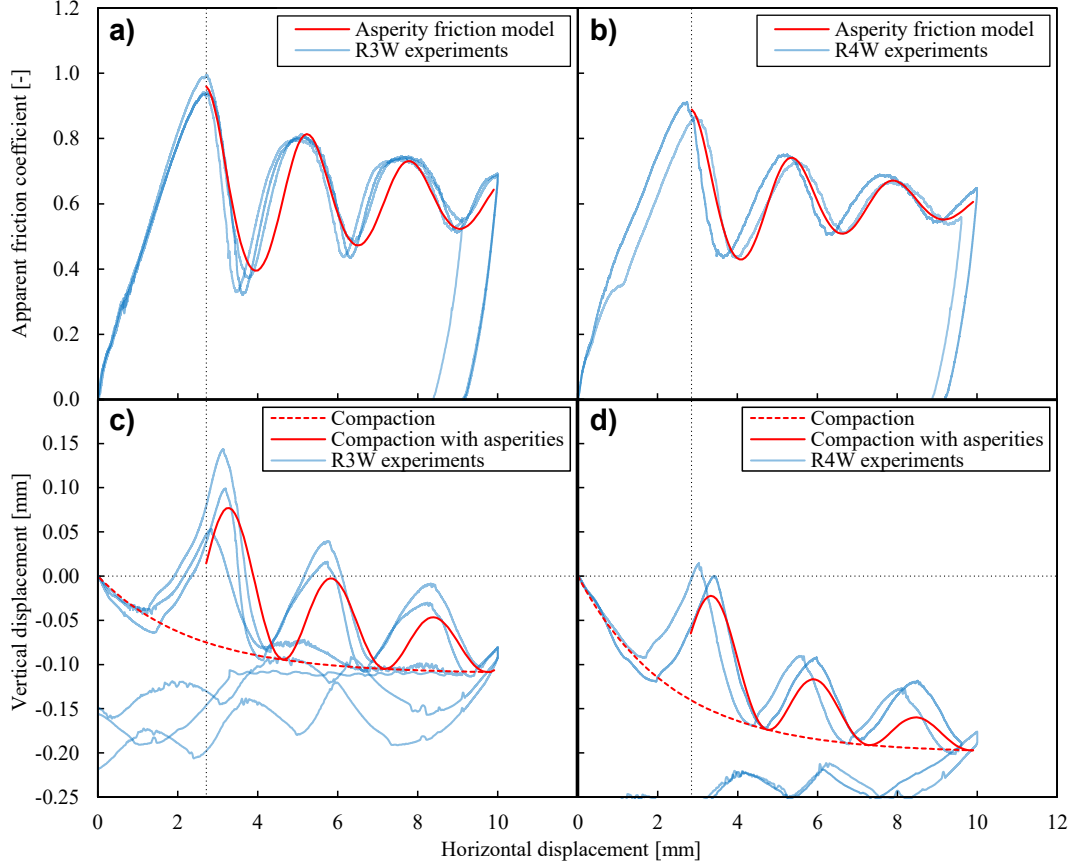 a)
Asperity friction model
R3W experiments
b)
Asperity friction model
R4W experiments
Apparent friction coefficient [-]
1.2
1.0
0.8
0.6
0.4
0.2
0.0
c)
Compaction
Compaction with asperities
R3W experiments
d)
Compaction
Compaction with asperities
R4W experiments
Vertical displacement [mm]
0.15
0.10
0.05
0.00
-0.05
-0.10
-0.15
-0.20
-0.25
0 2 4 6 8 10 0 2 4 6 8 10 12
Horizontal displacement [mm]